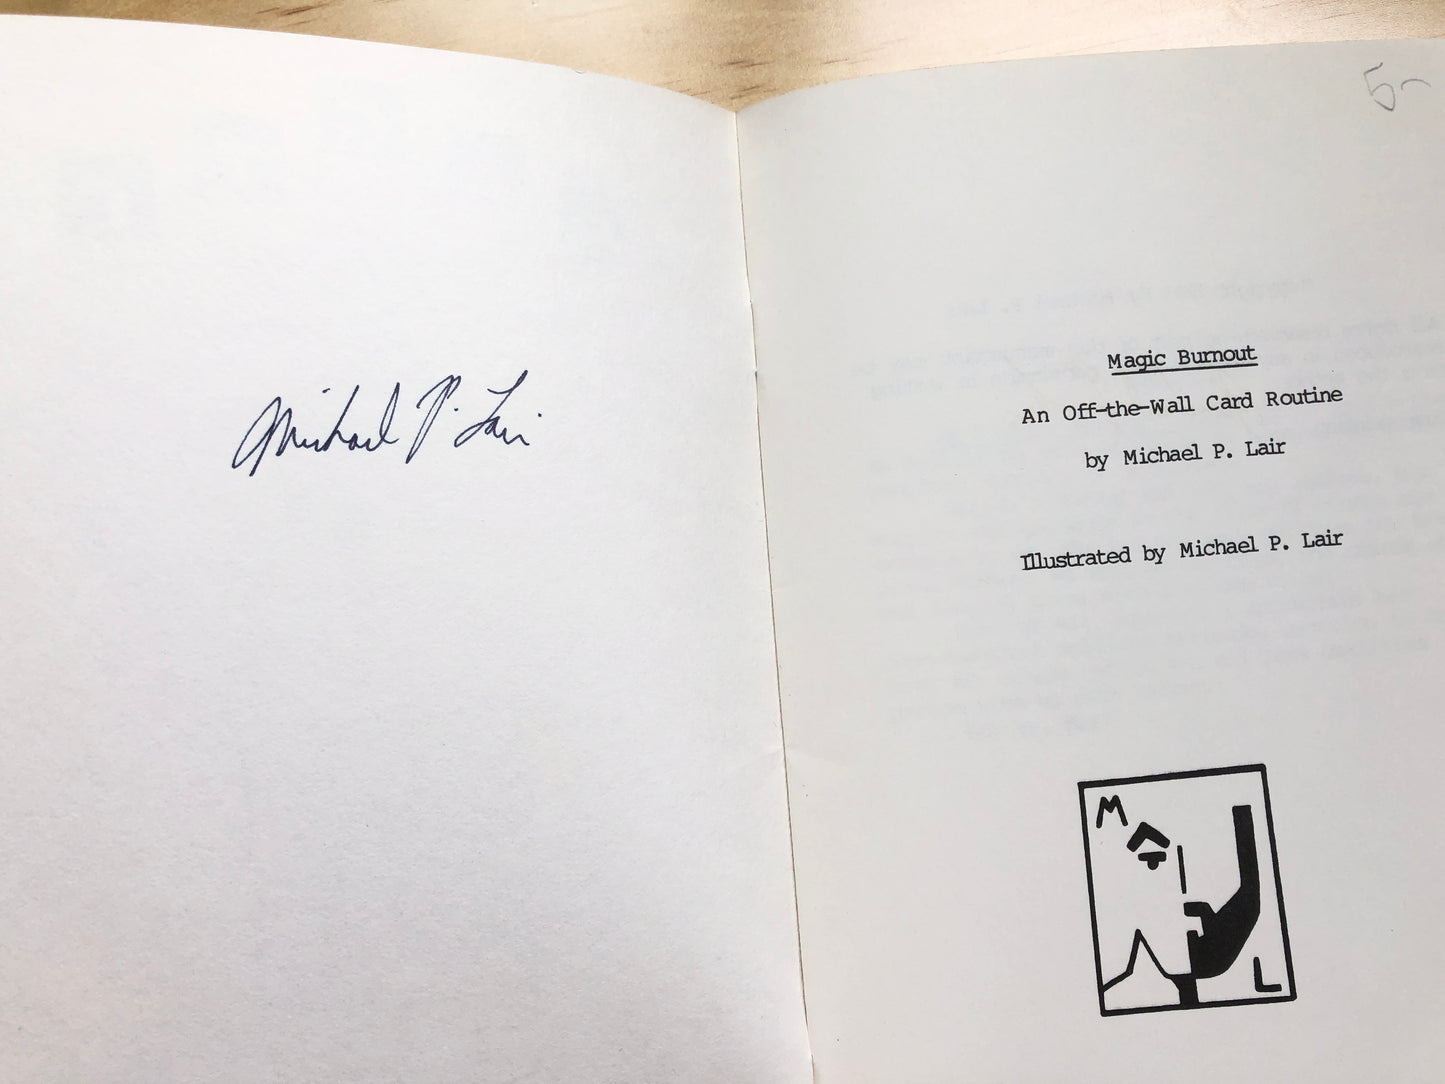 Michael P. Lair
5-
Magic Burnout
An Off-the-Wall Card Routine
by Michael P. Lair
Illustrated by Michael P. Lair
M
L